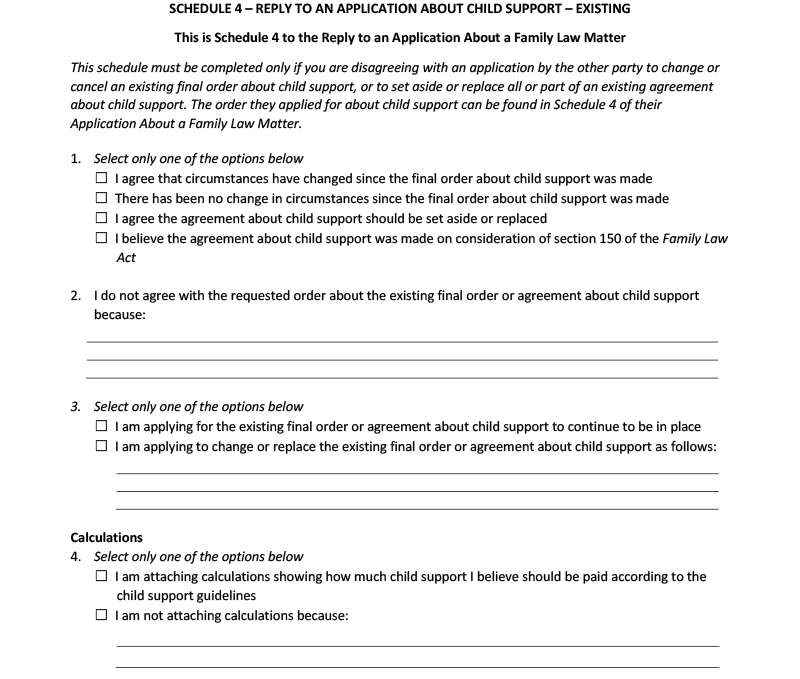 SCHEDULE 4 – REPLY TO AN APPLICATION ABOUT CHILD SUPPORT – EXISTING
This is Schedule 4 to the Reply to an Application About a Family Law Matter
This schedule must be completed only if you are disagreeing with an application by the other party to change or
cancel an existing final order about child support, or to set aside or replace all or part of an existing agreement
about child support. The order they applied for about child support can be found in Schedule 4 of their
Application About a Family Law Matter.
1. Select only one of the options below
☐ I agree that circumstances have changed since the final order about child support was made
☐ There has been no change in circumstances since the final order about child support was made
☐ I agree the agreement about child support should be set aside or replaced
☐ I believe the agreement about child support was made on consideration of section 150 of the Family Law
Act
2. I do not agree with the requested order about the existing final order or agreement about child support
because:
3. Select only one of the options below
☐ I am applying for the existing final order or agreement about child support to continue to be in place
☐ I am applying to change or replace the existing final order or agreement about child support as follows:
Calculations
4. Select only one of the options below
☐ I am attaching calculations showing how much child support I believe should be paid according to the
child support guidelines
☐ I am not attaching calculations because: